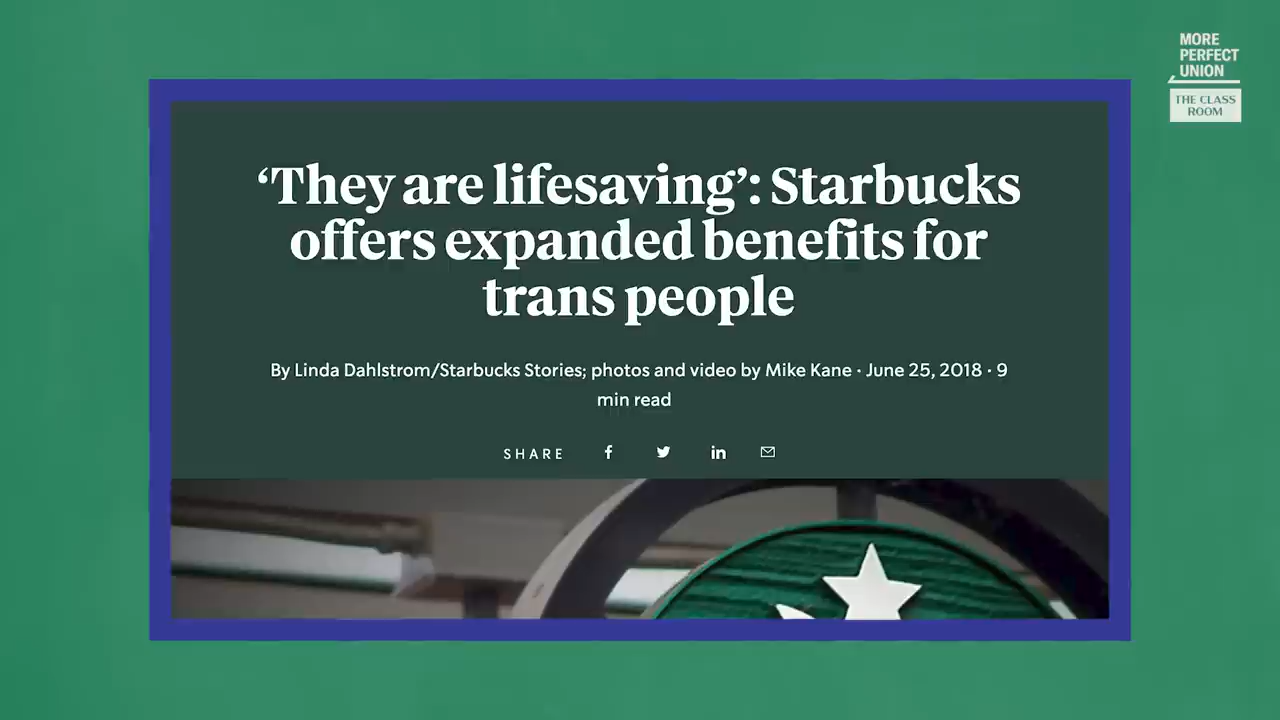 MORE
PERFECT
UNION
THE CLASS
ROOM
‘They are lifesaving’: Starbucks
offers expanded benefits for
trans people
By Linda Dahlstrom/Starbucks Stories; photos and video by Mike Kane · June 25, 2018 · 9
min read
SHARE